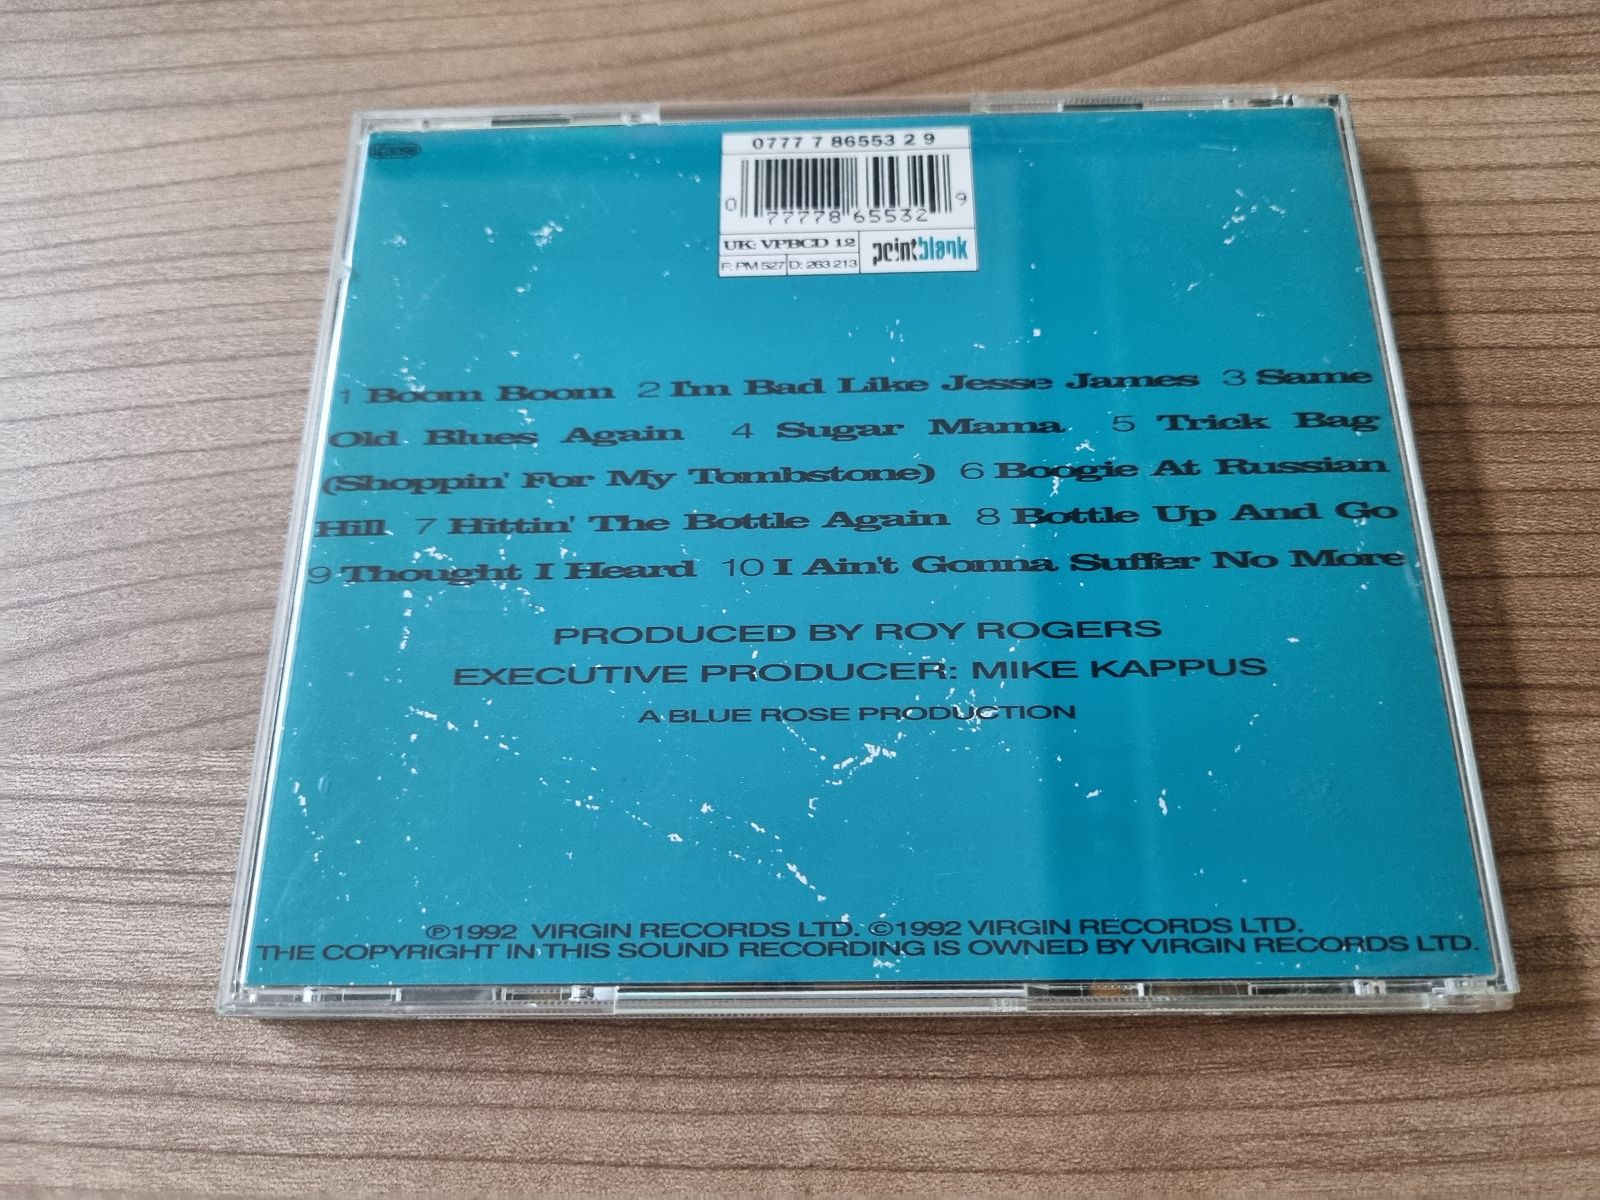 LC3098
0777 7 86553 2 9
0 77778 65532 9
UK: VPBCD 12
F: PM 527 D: 263 213
pointblank
1 Boom Boom 2 I'm Bad Like Jesse James 3 Same
Old Blues Again 4 Sugar Mama 5 Trick Bag
(Shoppin' For My Tombstone) 6 Boogie At Russian
Hill 7 Hittin' The Bottle Again 8 Bottle Up And Go
9 Thought I Heard 10 I Ain't Gonna Suffer No More
PRODUCED BY ROY ROGERS
EXECUTIVE PRODUCER: MIKE KAPPUS
A BLUE ROSE PRODUCTION
℗1992 VIRGIN RECORDS LTD. ©1992 VIRGIN RECORDS LTD.
THE COPYRIGHT IN THIS SOUND RECORDING IS OWNED BY VIRGIN RECORDS LTD.